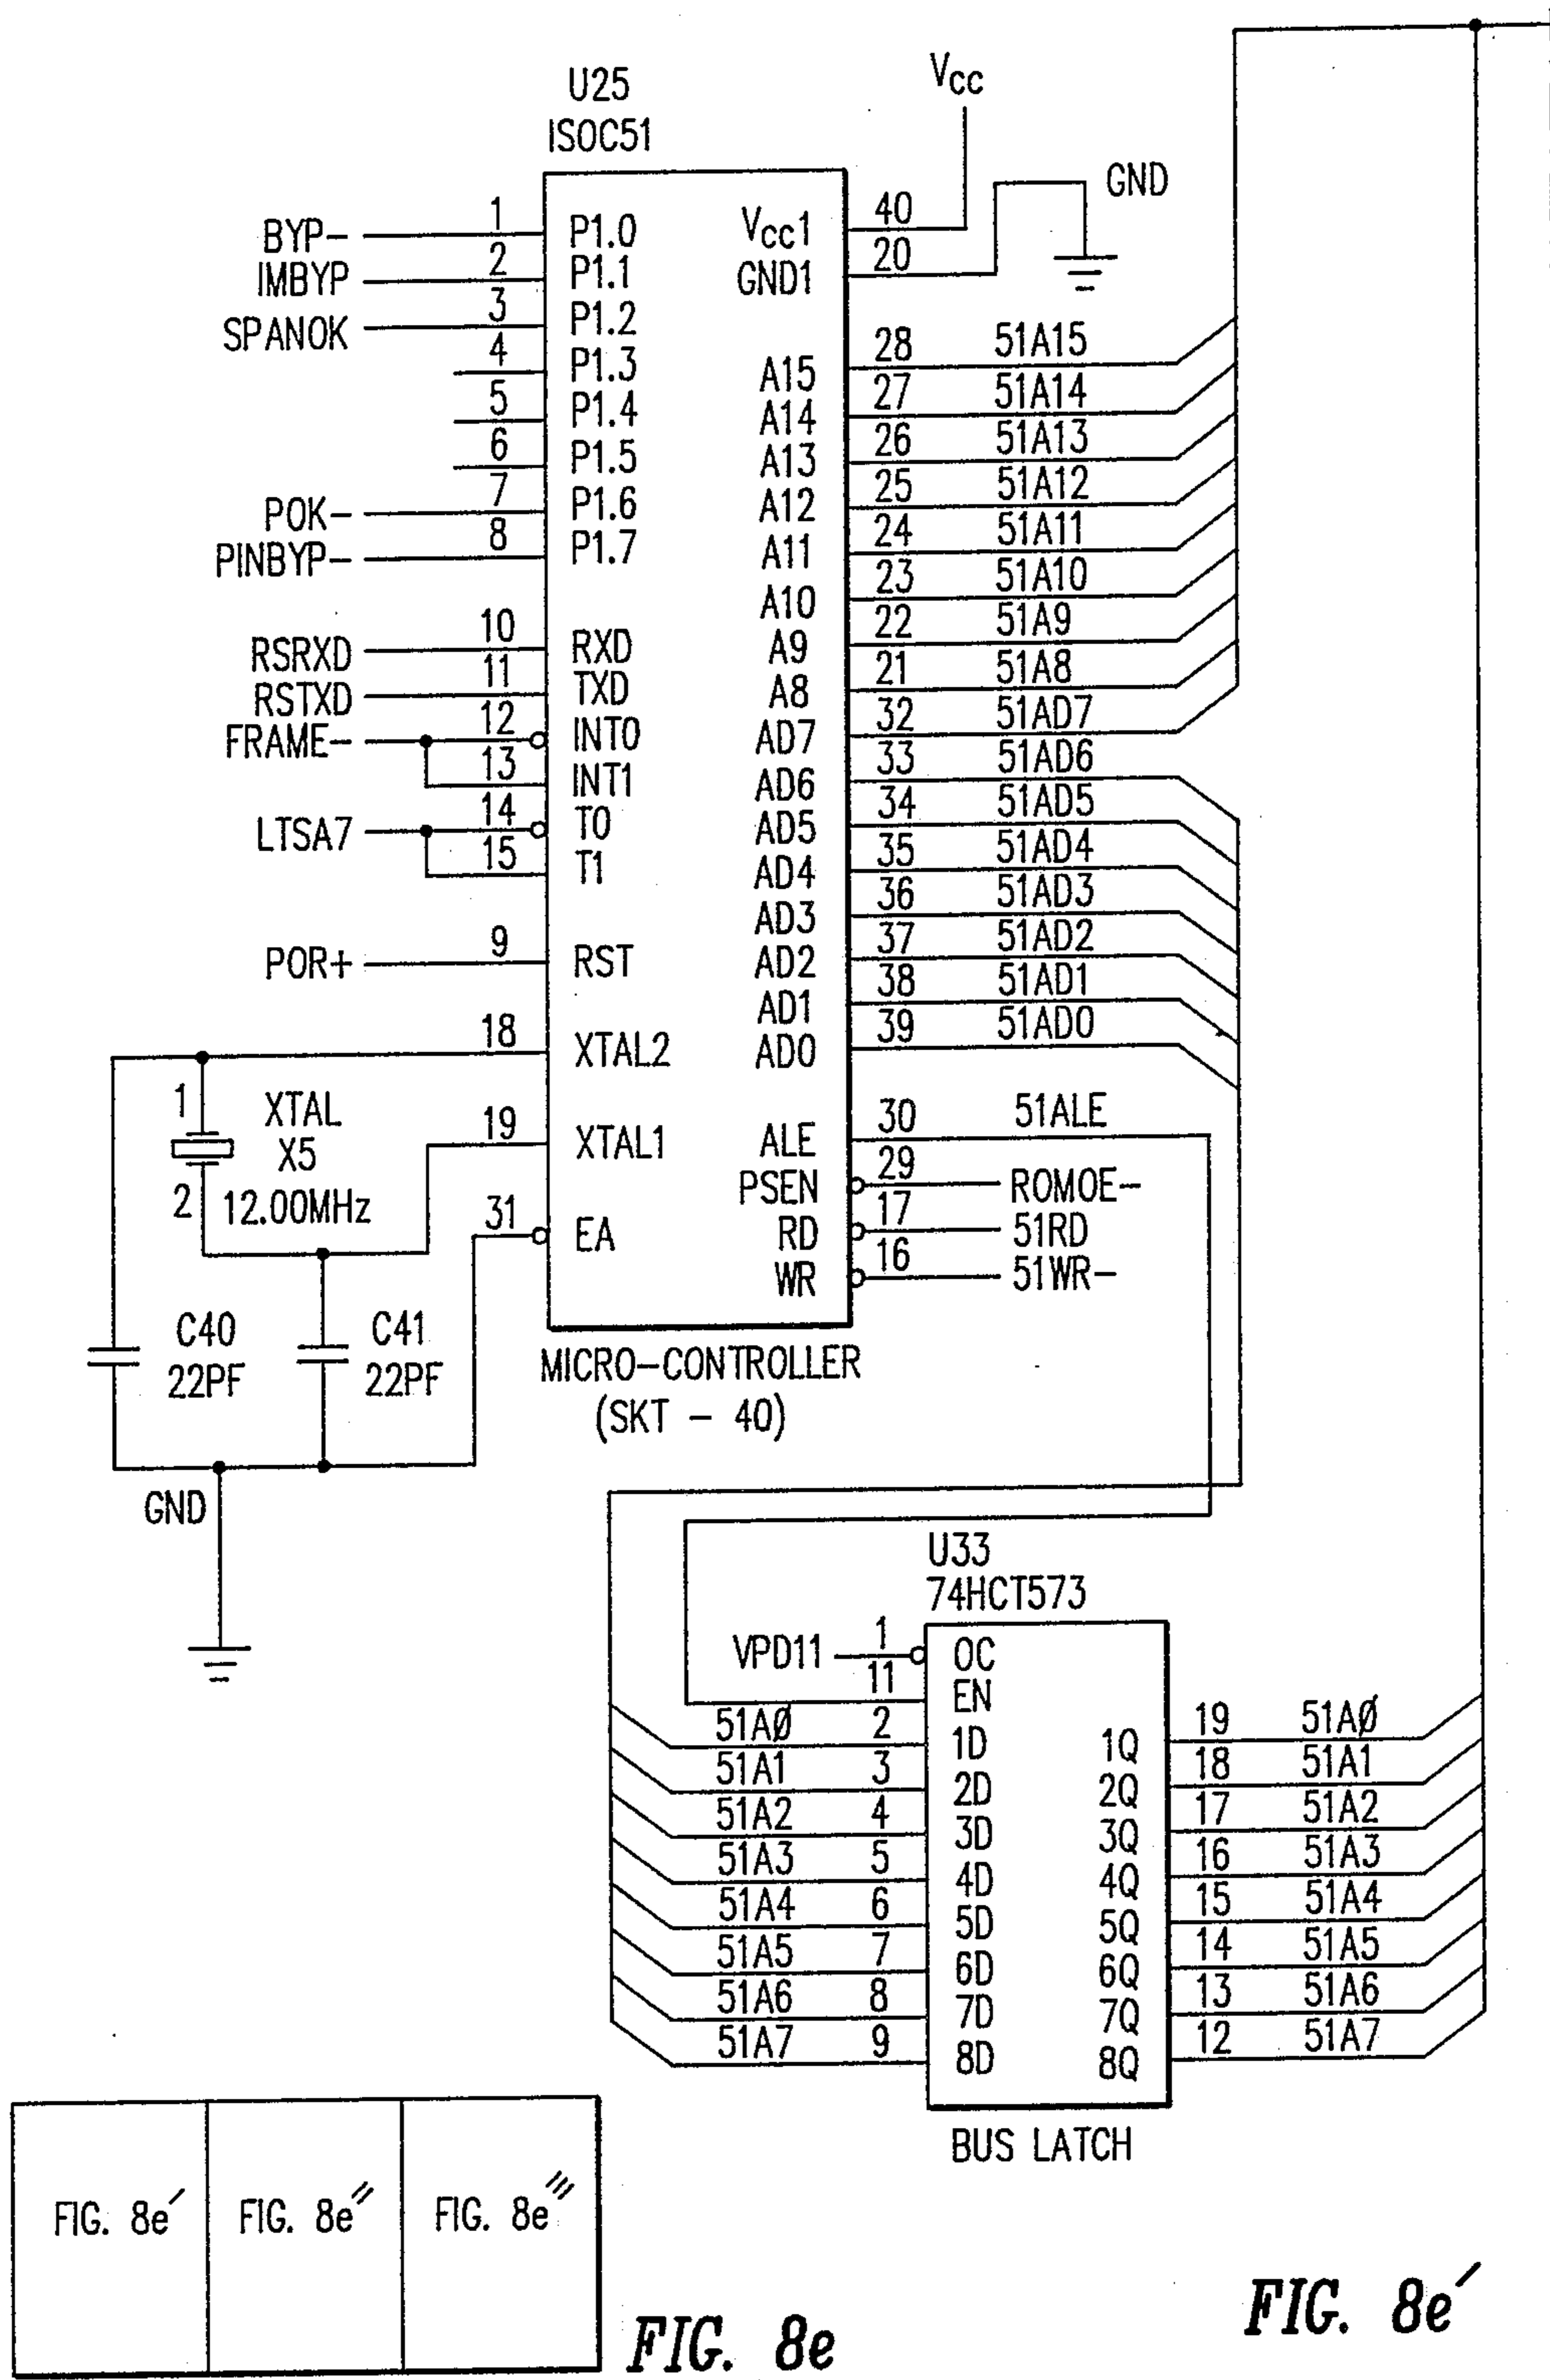 U25
ISOC51
Vcc
GND
BYP- 1 P1.0 Vcc1 40
IMBYP 2 P1.1 GND1 20
SPANOK 3 P1.2
4 P1.3 A15 28 51A15
5 P1.4 A14 27 51A14
6 P1.5 A13 26 51A13
POK- 7 P1.6 A12 25 51A12
PINBYP- 8 P1.7 A11 24 51A11
A10 23 51A10
RSRXD 10 RXD A9 22 51A9
RSTXD 11 TXD A8 21 51A8
FRAME- 12 INT0 AD7 32 51AD7
13 INT1 AD6 33 51AD6
LTSA7 14 T0 AD5 34 51AD5
15 T1 AD4 35 51AD4
AD3 36 51AD3
POR+ 9 RST AD2 37 51AD2
AD1 38 51AD1
18 XTAL2 AD0 39 51AD0
1 XTAL
X5
2 12.00MHz
19 XTAL1 ALE 30 51ALE
PSEN 29 ROMOE-
31 EA RD 17 51RD
WR 16 51WR-
C40
22PF
C41
22PF
MICRO-CONTROLLER
(SKT - 40)
GND
U33
74HCT573
VPD11 1 OC
11 EN
51AØ 2 1D 1Q 19 51AØ
51A1 3 2D 2Q 18 51A1
51A2 4 3D 3Q 17 51A2
51A3 5 4D 4Q 16 51A3
51A4 6 5D 5Q 15 51A4
51A5 7 6D 6Q 14 51A5
51A6 8 7D 7Q 13 51A6
51A7 9 8D 8Q 12 51A7
BUS LATCH
FIG. 8e′ FIG. 8e″ FIG. 8e‴
FIG. 8e
FIG. 8e′